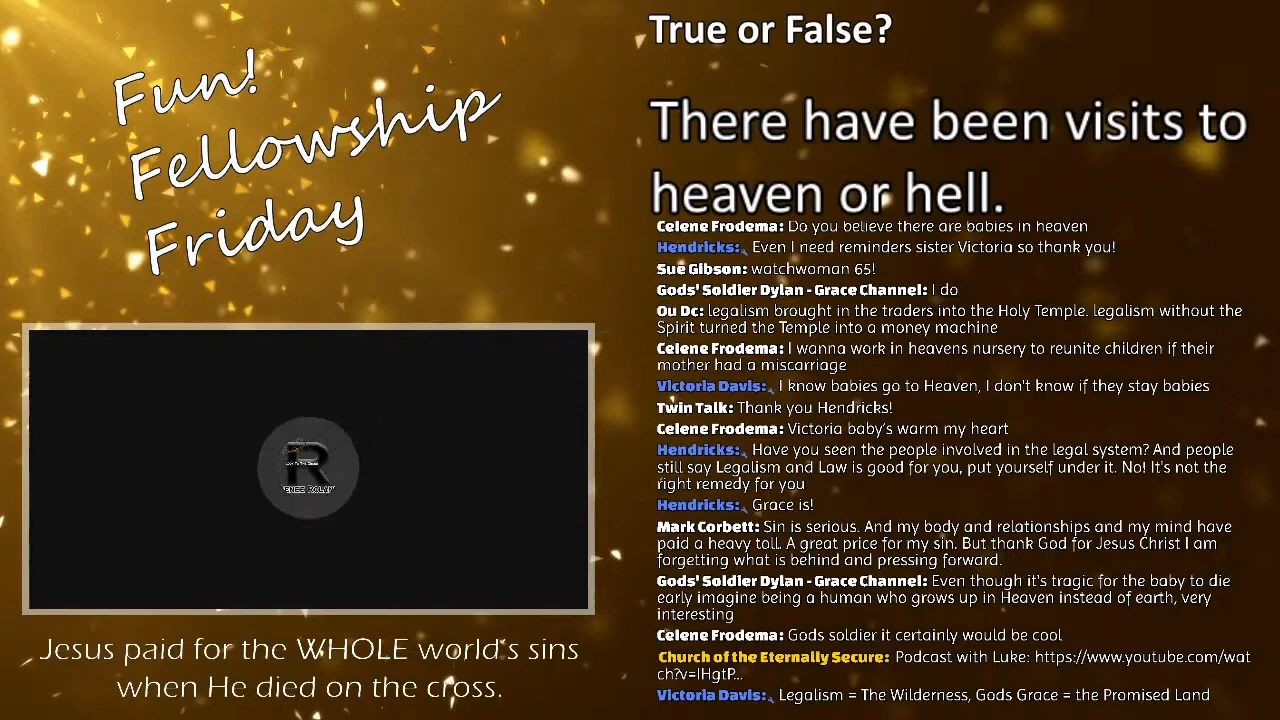 Fun!
Fellowship
Friday
True or False?
There have been visits to
heaven or hell.
Celene Frodema: Do you believe there are babies in heaven
Hendricks: Even I need reminders sister Victoria so thank you!
Sue Gibson: watchwoman 65!
Gods' Soldier Dylan - Grace Channel: I do
Ou Dc: legalism brought in the traders into the Holy Temple. legalism without the
Spirit turned the Temple into a money machine
Celene Frodema: I wanna work in heavens nursery to reunite children if their
mother had a miscarriage
Victoria Davis: I know babies go to Heaven, I don't know if they stay babies
Twin Talk: Thank you Hendricks!
Celene Frodema: Victoria baby's warm my heart
Hendricks: Have you seen the people involved in the legal system? And people
still say Legalism and Law is good for you, put yourself under it. No! It's not the
right remedy for you
Hendricks: Grace is!
Mark Corbett: Sin is serious. And my body and relationships and my mind have
paid a heavy toll. A great price for my sin. But thank God for Jesus Christ I am
forgetting what is behind and pressing forward.
Gods' Soldier Dylan - Grace Channel: Even though it's tragic for the baby to die
early imagine being a human who grows up in Heaven instead of earth, very
interesting
Celene Frodema: Gods soldier it certainly would be cool
Church of the Eternally Secure: Podcast with Luke: https://www.youtube.com/wat
ch?v=IHgtP...
Victoria Davis: Legalism = The Wilderness, Gods Grace = the Promised Land
R
Jesus paid for the WHOLE world's sins
when He died on the cross.